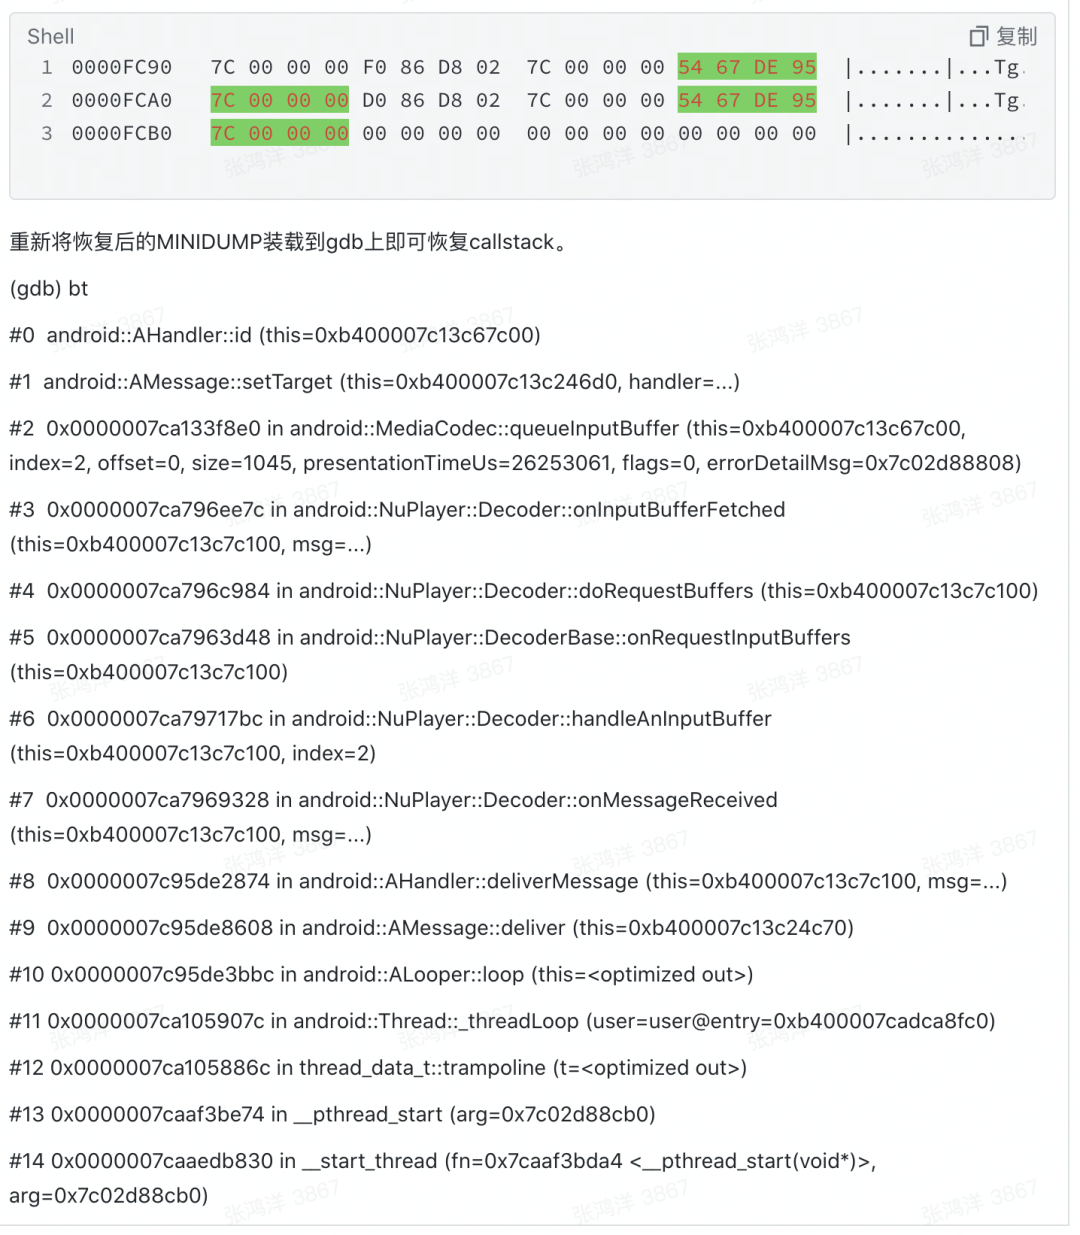 Shell
复制
1 0000FC90 7C 00 00 00 F0 86 D8 02 7C 00 00 00 54 67 DE 95 |.......|...Tg.
2 0000FCA0 7C 00 00 00 D0 86 D8 02 7C 00 00 00 54 67 DE 95 |.......|...Tg.
3 0000FCB0 7C 00 00 00 00 00 00 00 00 00 00 00 00 00 00 00 |..............
重新将恢复后的MINIDUMP装载到gdb上即可恢复callstack。
(gdb) bt
#0 android::AHandler::id (this=0xb400007c13c67c00)
#1 android::AMessage::setTarget (this=0xb400007c13c246d0, handler=...)
#2 0x0000007ca133f8e0 in android::MediaCodec::queueInputBuffer (this=0xb400007c13c67c00,
index=2, offset=0, size=1045, presentationTimeUs=26253061, flags=0, errorDetailMsg=0x7c02d88808)
#3 0x0000007ca796ee7c in android::NuPlayer::Decoder::onInputBufferFetched
(this=0xb400007c13c7c100, msg=...)
#4 0x0000007ca796c984 in android::NuPlayer::Decoder::doRequestBuffers (this=0xb400007c13c7c100)
#5 0x0000007ca7963d48 in android::NuPlayer::DecoderBase::onRequestInputBuffers
(this=0xb400007c13c7c100)
#6 0x0000007ca79717bc in android::NuPlayer::Decoder::handleAnInputBuffer
(this=0xb400007c13c7c100, index=2)
#7 0x0000007ca7969328 in android::NuPlayer::Decoder::onMessageReceived
(this=0xb400007c13c7c100, msg=...)
#8 0x0000007c95de2874 in android::AHandler::deliverMessage (this=0xb400007c13c7c100, msg=...)
#9 0x0000007c95de8608 in android::AMessage::deliver (this=0xb400007c13c24c70)
#10 0x0000007c95de3bbc in android::ALooper::loop (this=<optimized out>)
#11 0x0000007ca105907c in android::Thread::_threadLoop (user=user@entry=0xb400007cadca8fc0)
#12 0x0000007ca105886c in thread_data_t::trampoline (t=<optimized out>)
#13 0x0000007caaf3be74 in __pthread_start (arg=0x7c02d88cb0)
#14 0x0000007caaedb830 in __start_thread (fn=0x7caaf3bda4 <__pthread_start(void*)>,
arg=0x7c02d88cb0)
张鸿洋 3867